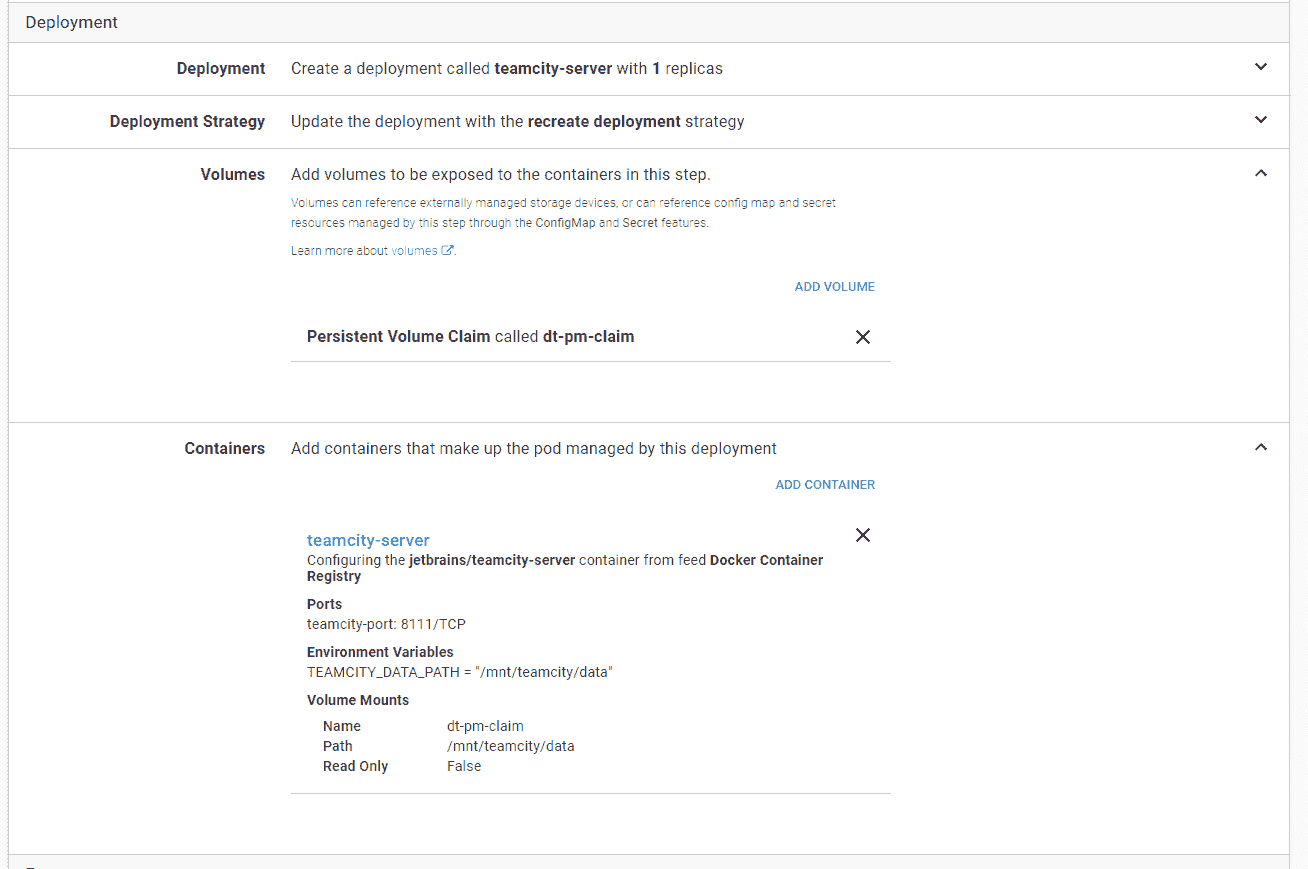 Deployment
Deployment Create a deployment called teamcity-server with 1 replicas
Deployment Strategy Update the deployment with the recreate deployment strategy
Volumes Add volumes to be exposed to the containers in this step.
Volumes can reference externally managed storage devices, or can reference config map and secret
resources managed by this step through the ConfigMap and Secret features.
Learn more about volumes.
ADD VOLUME
Persistent Volume Claim called dt-pm-claim
Containers Add containers that make up the pod managed by this deployment
ADD CONTAINER
teamcity-server
Configuring the jetbrains/teamcity-server container from feed Docker Container
Registry
Ports
teamcity-port: 8111/TCP
Environment Variables
TEAMCITY_DATA_PATH = "/mnt/teamcity/data"
Volume Mounts
Name dt-pm-claim
Path /mnt/teamcity/data
Read Only False